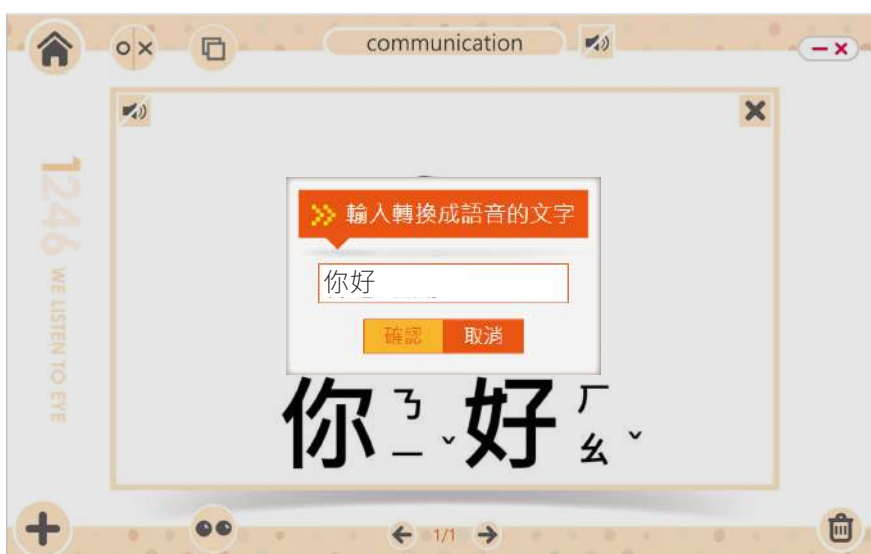 communication
1246 WE LISTEN TO EYE
輸入轉換成語音的文字
你好
確認 取消
你ㄋㄧˇ好ㄏㄠˇ
1/1